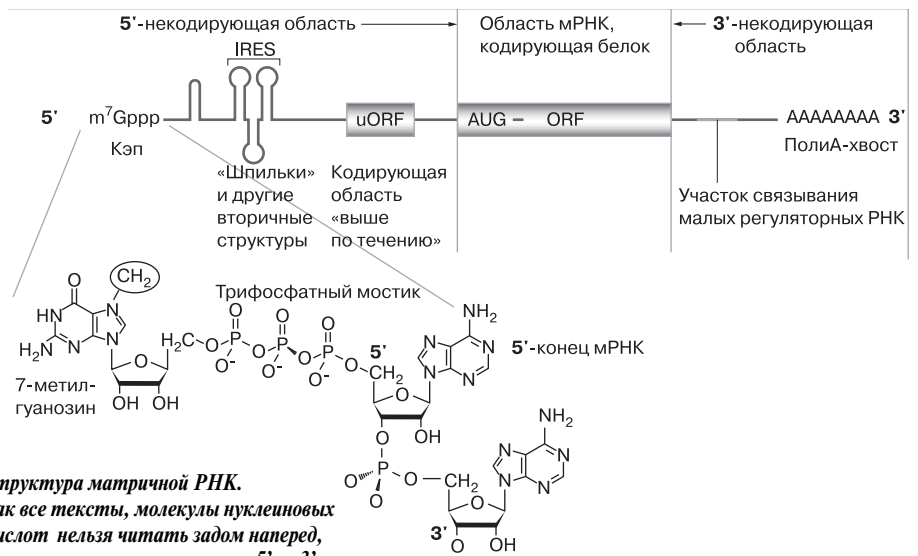 5'-некодирующая область
Область мРНК,
кодирующая белок
3'-некодирующая
область
IRES
5'
m⁷Gppp
Кэп
uORF
AUG – ORF
AAAAAAAA 3'
ПолиА-хвост
«Шпильки»
и другие
вторичные
структуры
Кодирующая
область
«выше
по течению»
Участок связывания
малых регуляторных РНК
Трифосфатный мостик
CH₂
O
HN
H₂N
N
N
N
H₂C
O
O
OH OH
7-метил-
гуанозин
O O O
P O P O P
O⁻ O⁻ O⁻
O
5'
CH₂
O
NH₂
N
N
N
N
5'-конец мРНК
OH
O
O P O
O
CH₂
O
NH₂
N
N
N
N
3'
O OH
труктура матричной РНК.
ак все тексты, молекулы нуклеиновых
ислот нельзя читать задом наперед,